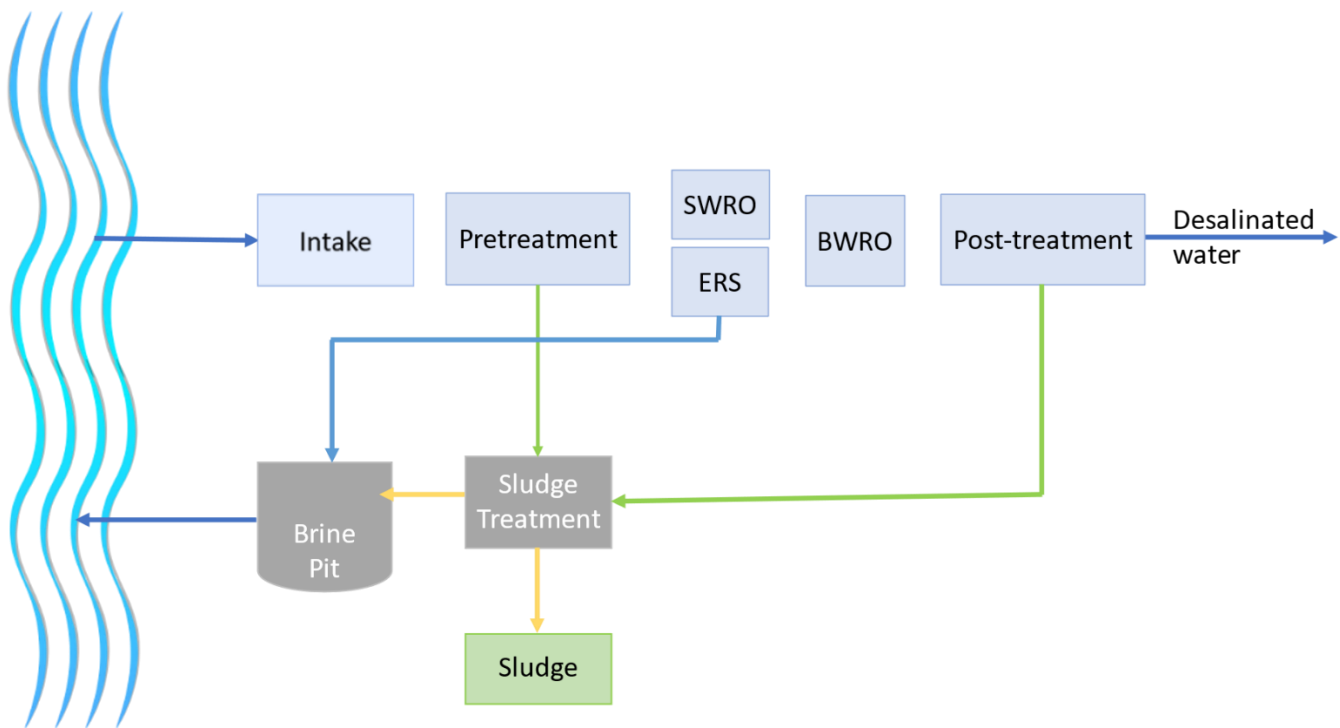 SWRO
Intake
Pretreatment
BWRO
Post-treatment
Desalinated
water
ERS
Sludge
Treatment
Brine
Pit
Sludge